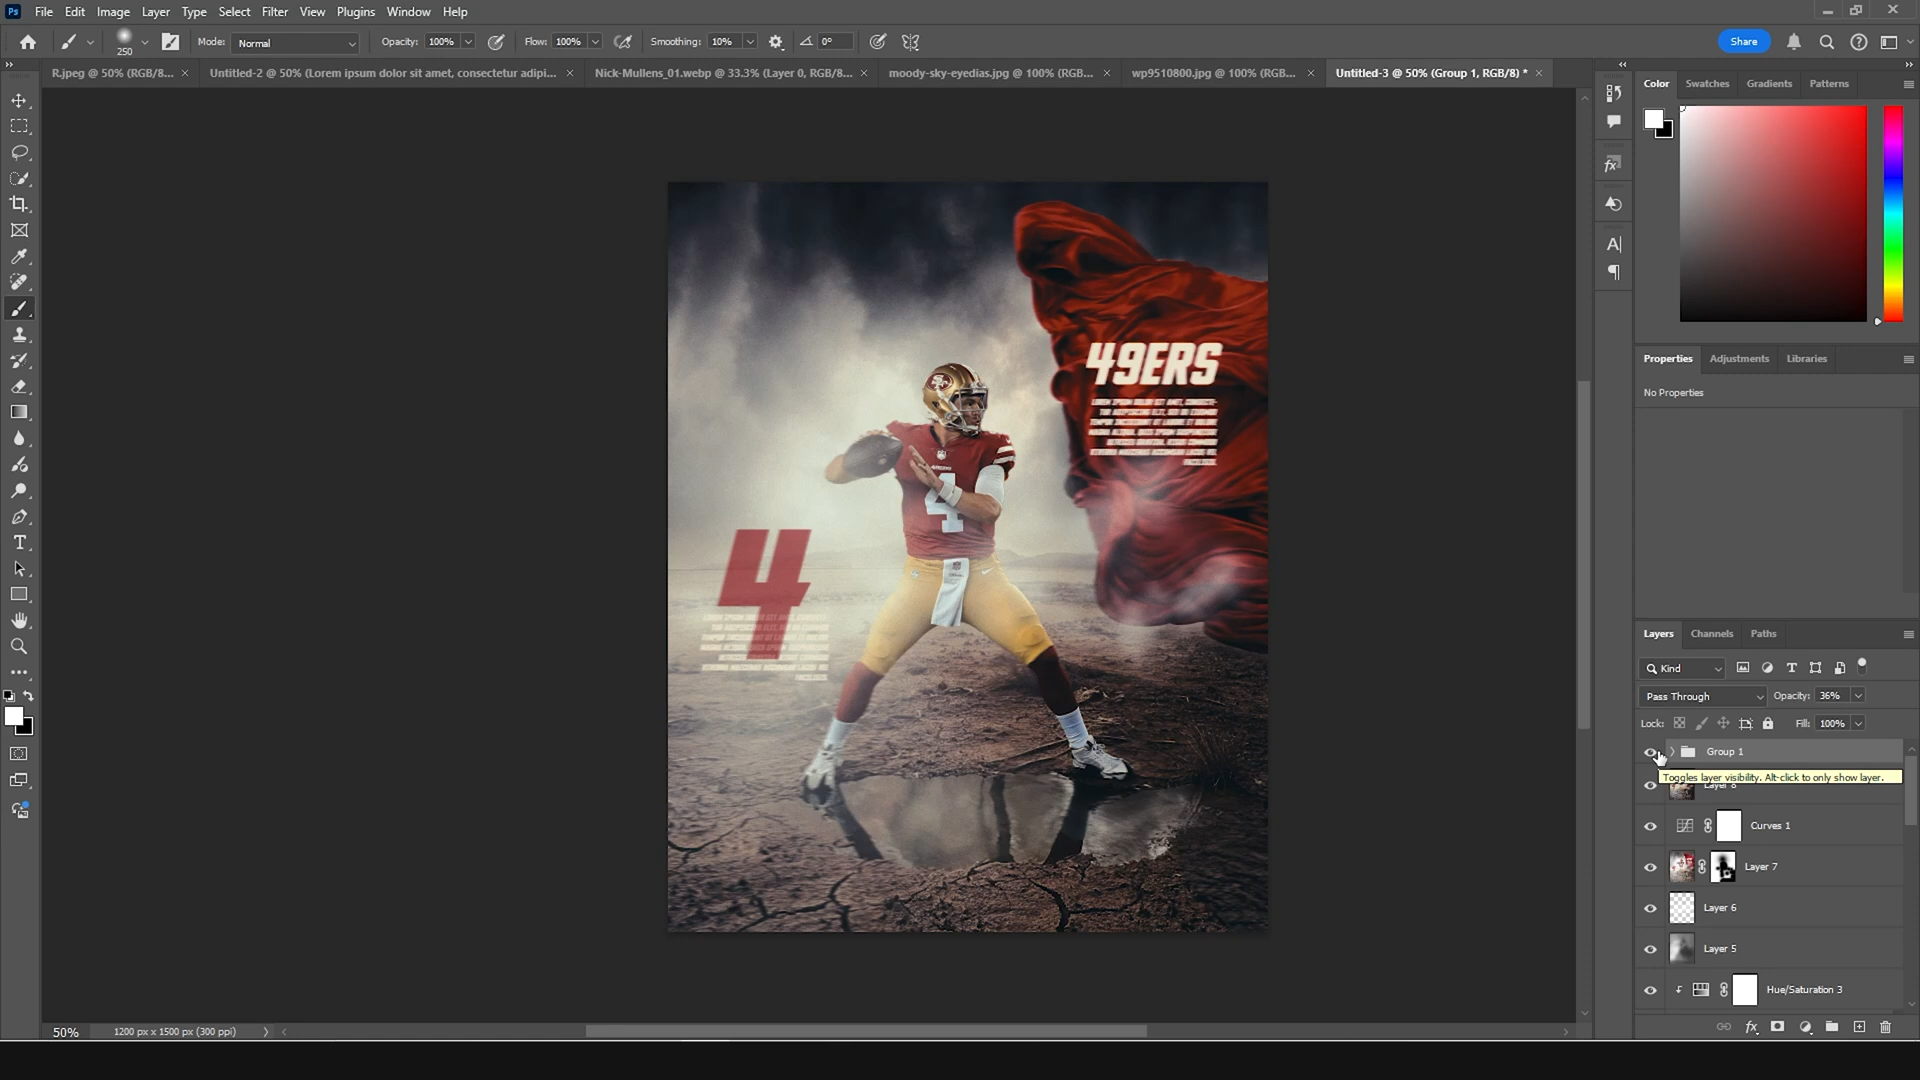 Ps File Edit Image Layer Type Select Filter View Plugins Window Help
250 Mode: Normal Opacity: 100% Flow: 100% Smoothing: 10% 0° Share
R.jpeg @ 50% (RGB/8... Untitled-2 @ 50% (Lorem ipsum dolor sit amet, consectetur adipi... Nick-Mullens_01.webp @ 33.3% (Layer 0, RGB/8... moody-sky-eyedias.jpg @ 100% (RGB... wp9510800.jpg @ 100% (RGB... Untitled-3 @ 50% (Group 1, RGB/8) *
Color Swatches Gradients Patterns
49ERS
4
4
Properties Adjustments Libraries
No Properties
Layers Channels Paths
Kind
Pass Through Opacity: 36%
Lock: Fill: 100%
Group 1
Toggles layer visibility. Alt-click to only show layer.
Layer 8
Curves 1
Layer 7
Layer 6
Layer 5
Hue/Saturation 3
50% 1200 px x 1500 px (300 ppi)